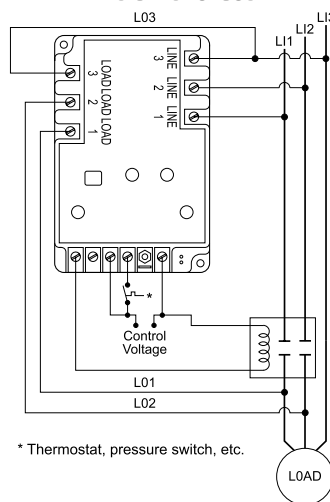 L03
LI1
LI2
LI3
3 LOAD
2 LOAD
1 LOAD
3 LINE
2 LINE
1 LINE
*
Control
Voltage
L01
L02
* Thermostat, pressure switch, etc.
L0AD